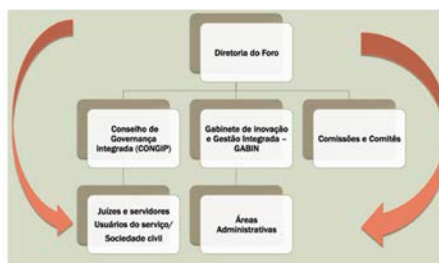 Diretoria do Foro
Conselho de
Governança
Integrada (CONGIP)
Gabinete de inovação
e Gestão Integrada –
GABIN
Comissões e Comitês
Juízes e servidores
Usuários do serviço/
Sociedade civil
Áreas
Administrativas